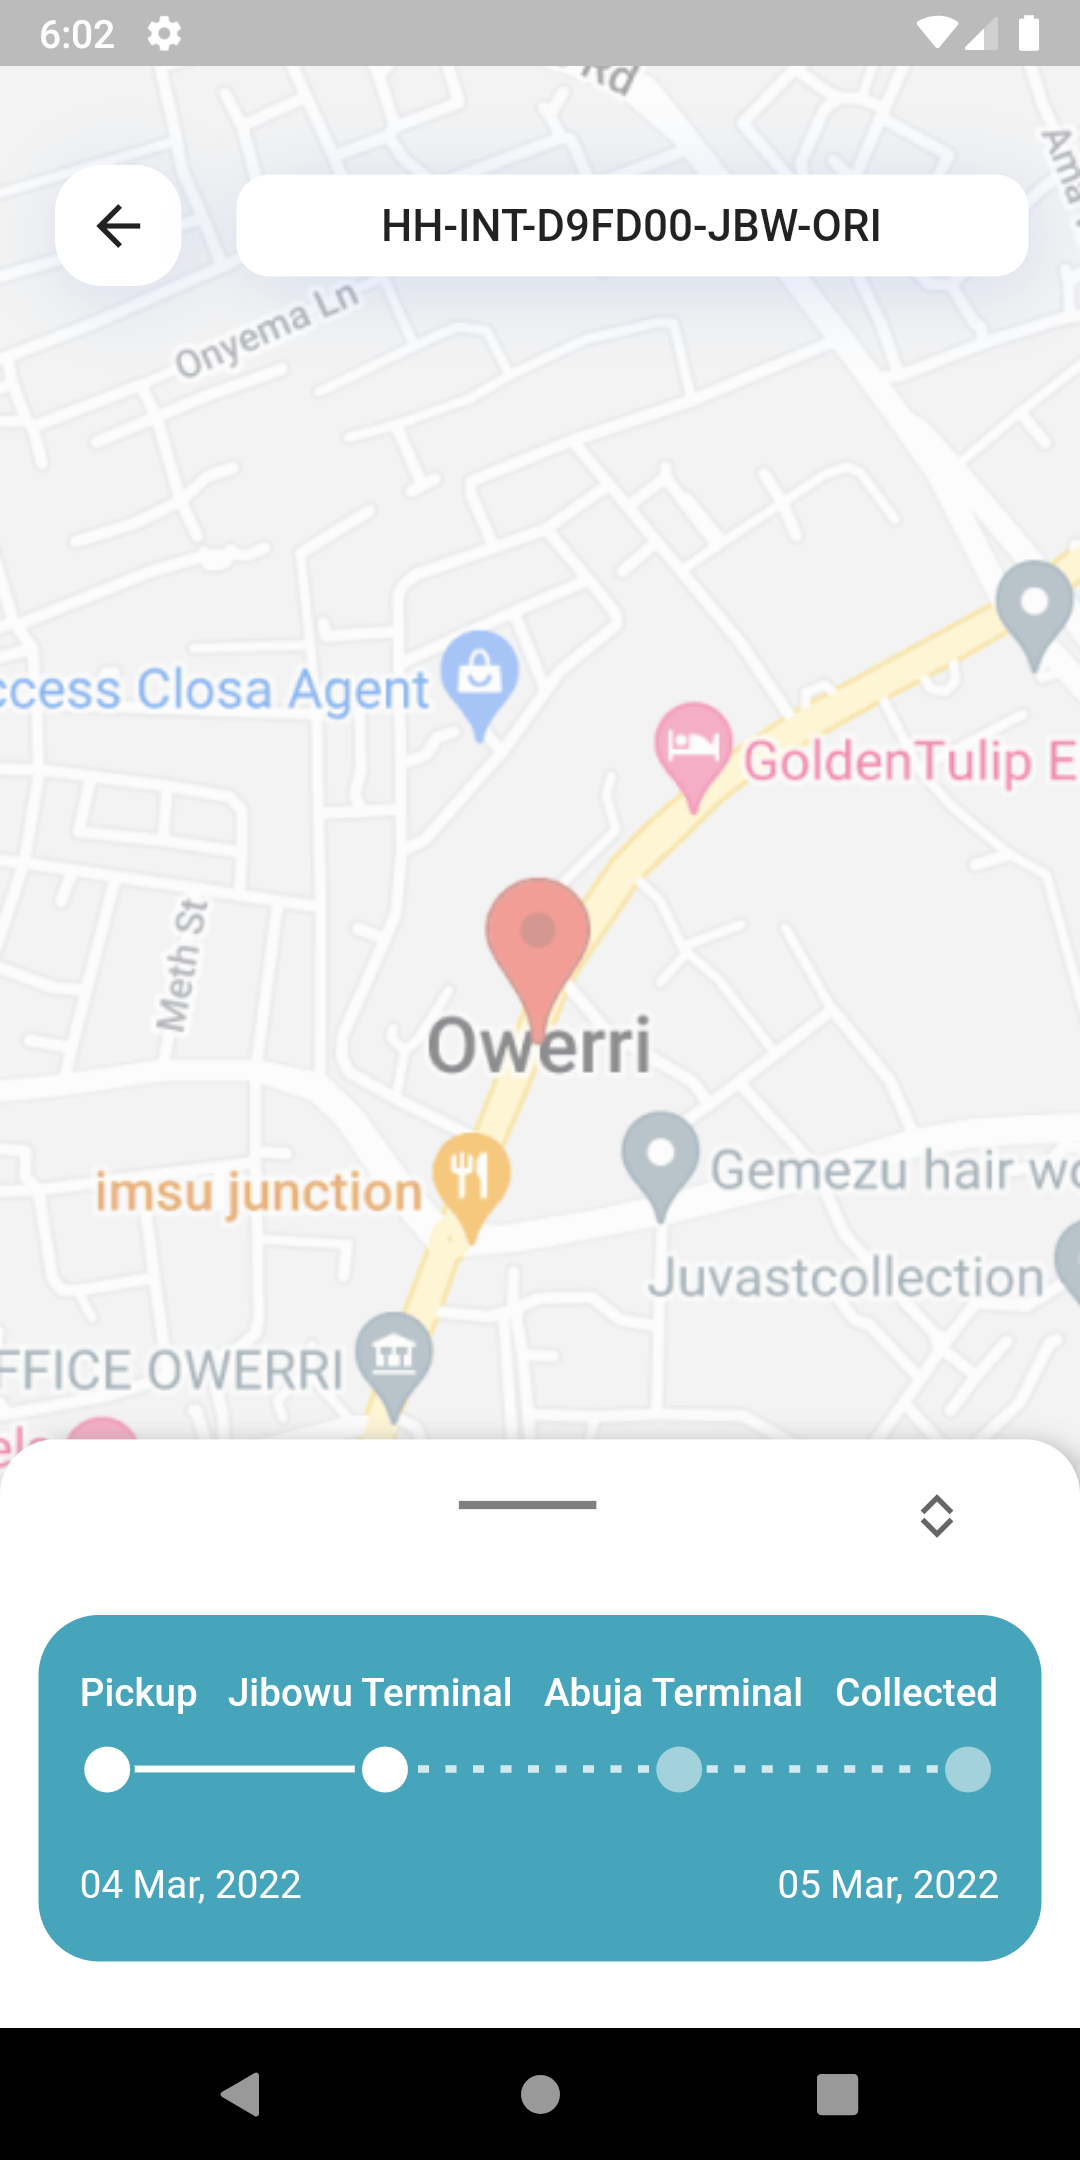 6:02
Rd
Ama
HH-INT-D9FD00-JBW-ORI
Onyema Ln
ccess Closa Agent
GoldenTulip E
Meth St
Owerri
imsu junction
Gemezu hair wo
Juvastcollection
FFICE OWERRI
els
Pickup Jibowu Terminal Abuja Terminal Collected
04 Mar, 2022 05 Mar, 2022